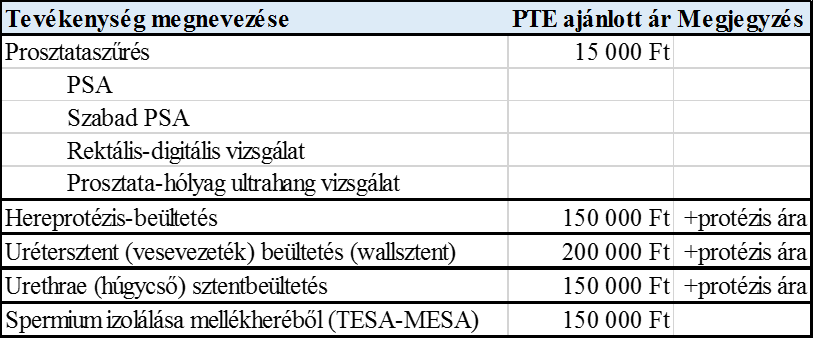 Tevékenység megnevezése PTE ajánlott ár Megjegyzés
Prosztataszűrés 15 000 Ft
PSA
Szabad PSA
Rektális-digitális vizsgálat
Prosztata-hólyag ultrahang vizsgálat
Hereprotézis-beültetés 150 000 Ft +protézis ára
Urétersztent (vesevezeték) beültetés (wallsztent) 200 000 Ft +protézis ára
Urethrae (húgycső) sztentbeültetés 150 000 Ft +protézis ára
Spermium izolálása mellékheréből (TESA-MESA) 150 000 Ft